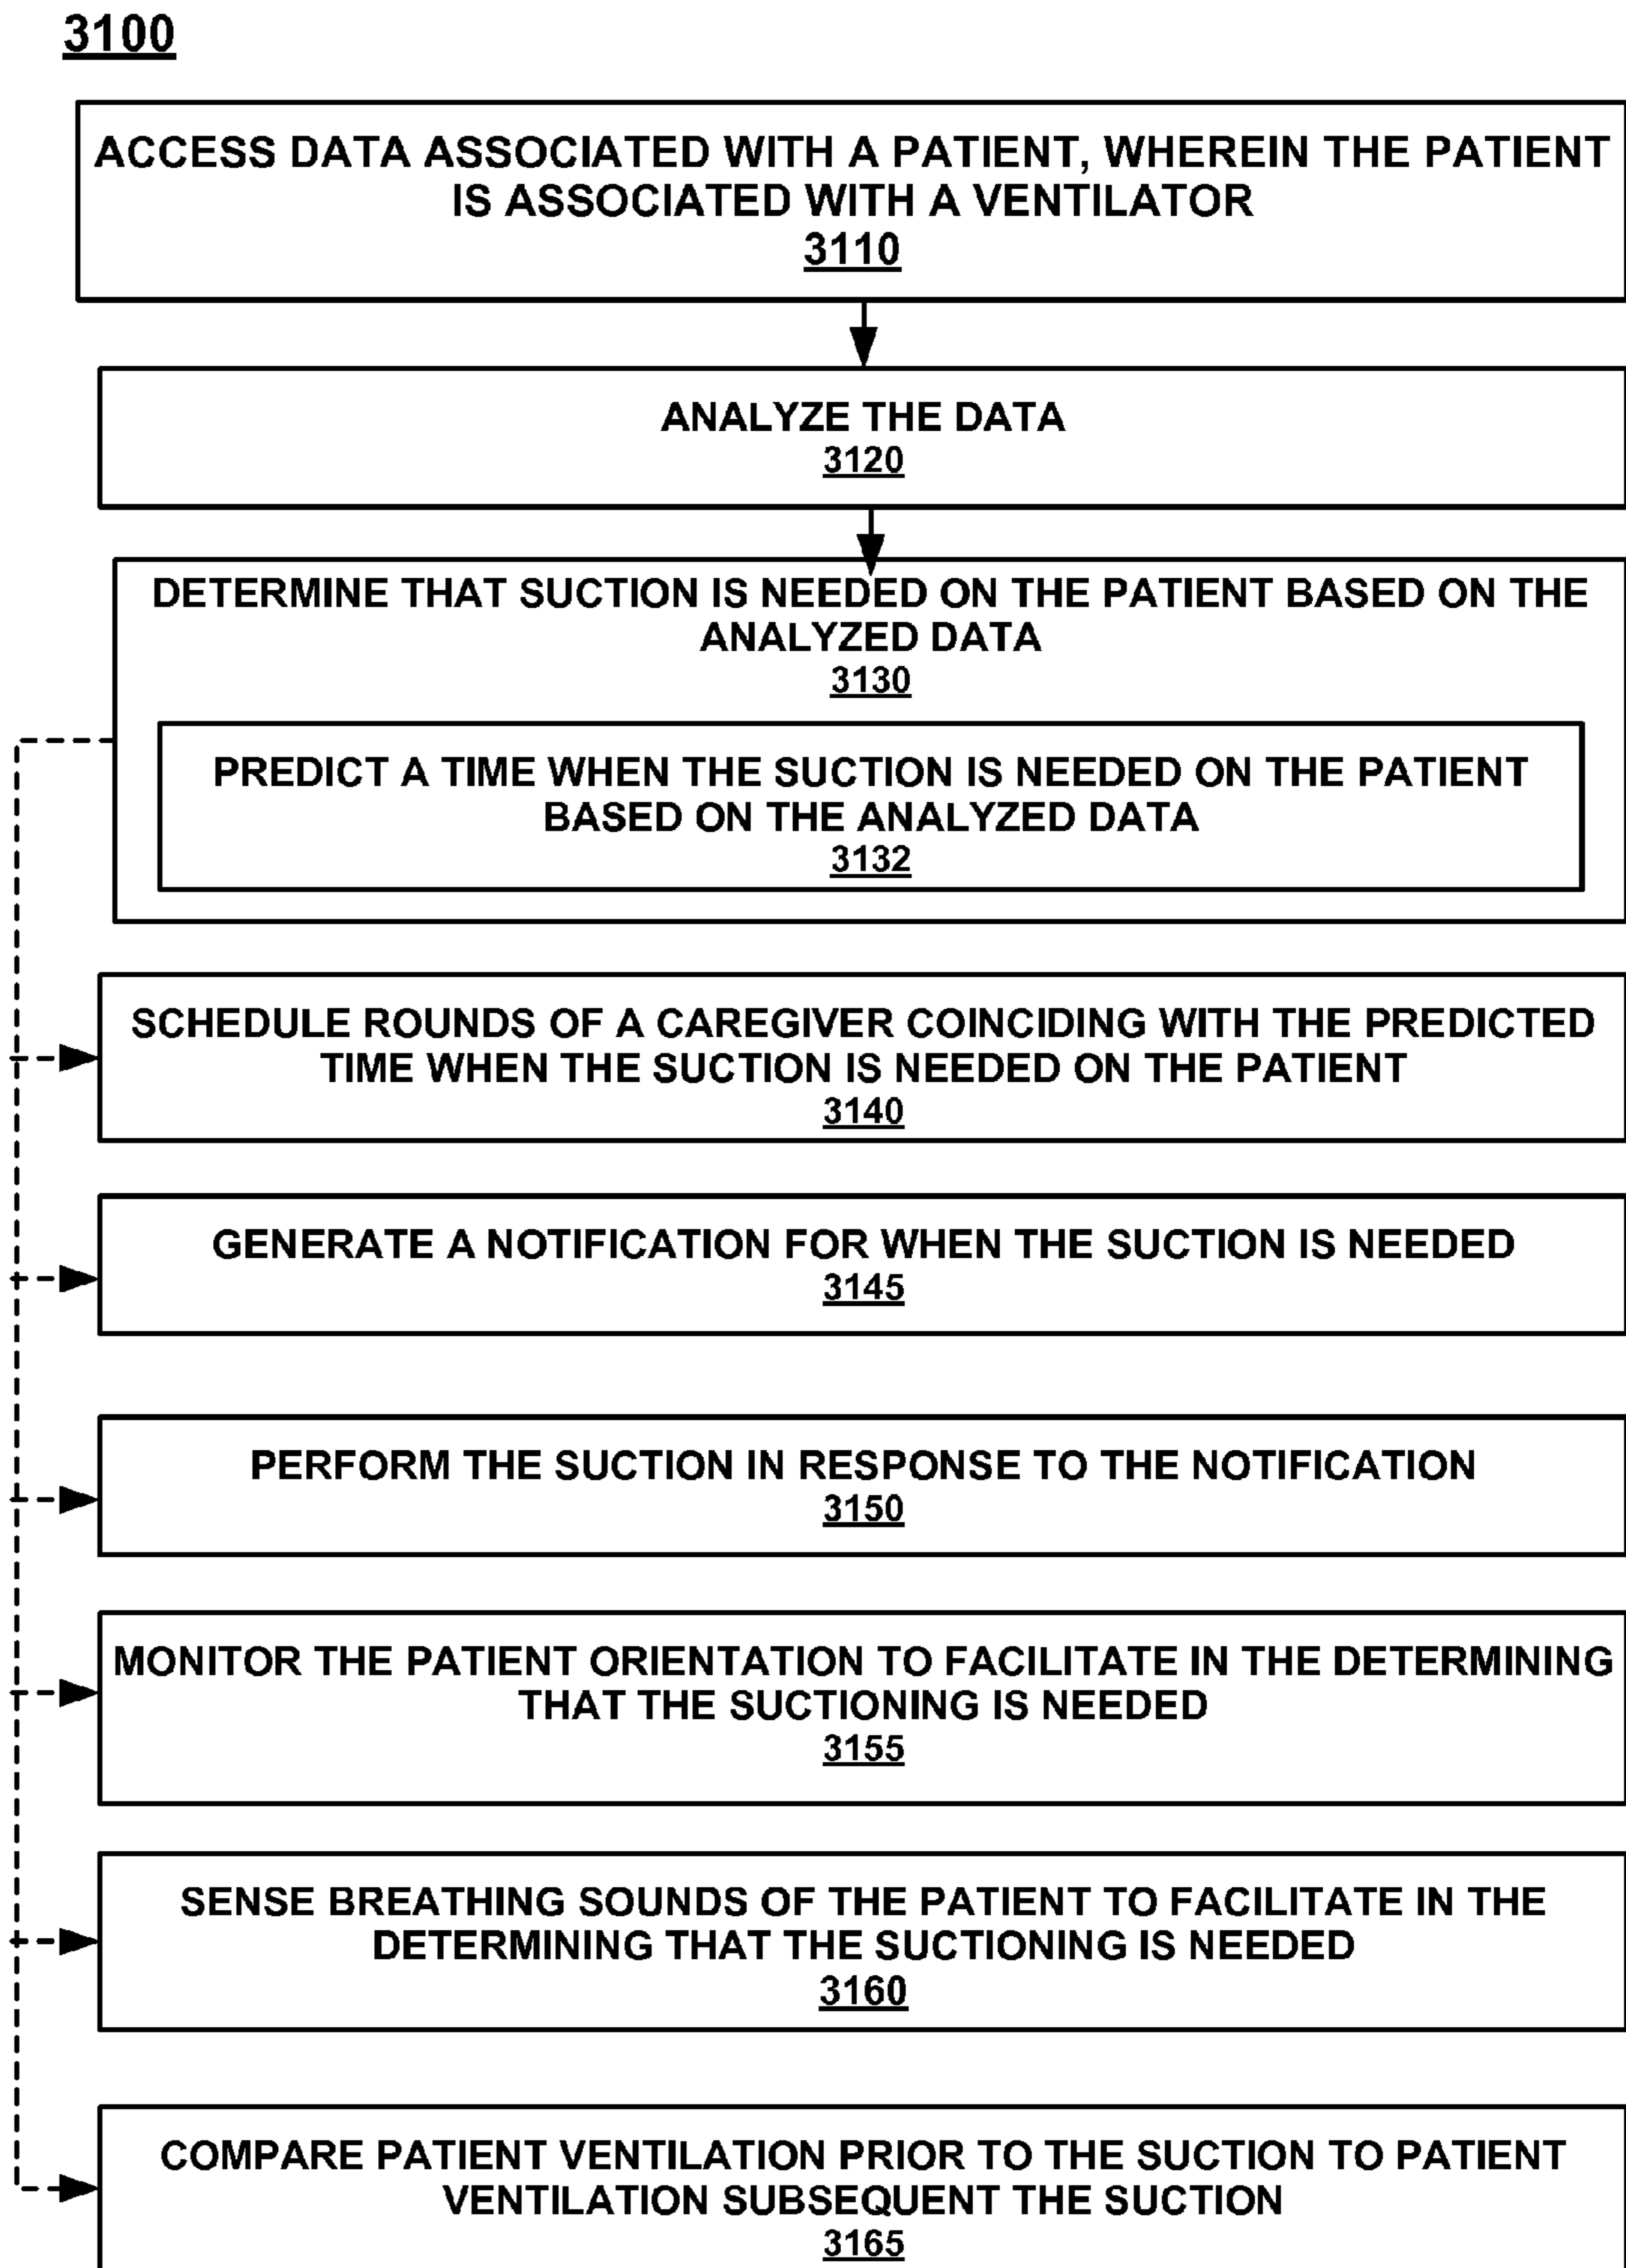 3100
ACCESS DATA ASSOCIATED WITH A PATIENT, WHEREIN THE PATIENT
IS ASSOCIATED WITH A VENTILATOR
3110
ANALYZE THE DATA
3120
DETERMINE THAT SUCTION IS NEEDED ON THE PATIENT BASED ON THE
ANALYZED DATA
3130
PREDICT A TIME WHEN THE SUCTION IS NEEDED ON THE PATIENT
BASED ON THE ANALYZED DATA
3132
SCHEDULE ROUNDS OF A CAREGIVER COINCIDING WITH THE PREDICTED
TIME WHEN THE SUCTION IS NEEDED ON THE PATIENT
3140
GENERATE A NOTIFICATION FOR WHEN THE SUCTION IS NEEDED
3145
PERFORM THE SUCTION IN RESPONSE TO THE NOTIFICATION
3150
MONITOR THE PATIENT ORIENTATION TO FACILITATE IN THE DETERMINING
THAT THE SUCTIONING IS NEEDED
3155
SENSE BREATHING SOUNDS OF THE PATIENT TO FACILITATE IN THE
DETERMINING THAT THE SUCTIONING IS NEEDED
3160
COMPARE PATIENT VENTILATION PRIOR TO THE SUCTION TO PATIENT
VENTILATION SUBSEQUENT THE SUCTION
3165